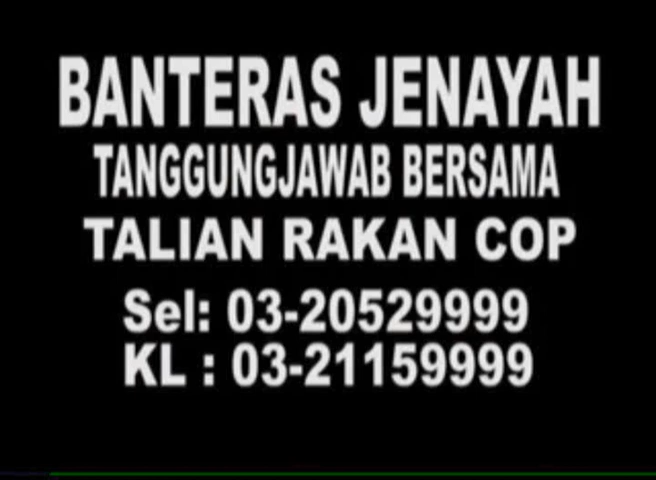 BANTERAS JENAYAH
TANGGUNGJAWAB BERSAMA
TALIAN RAKAN COP
Sel: 03-20529999
KL : 03-21159999